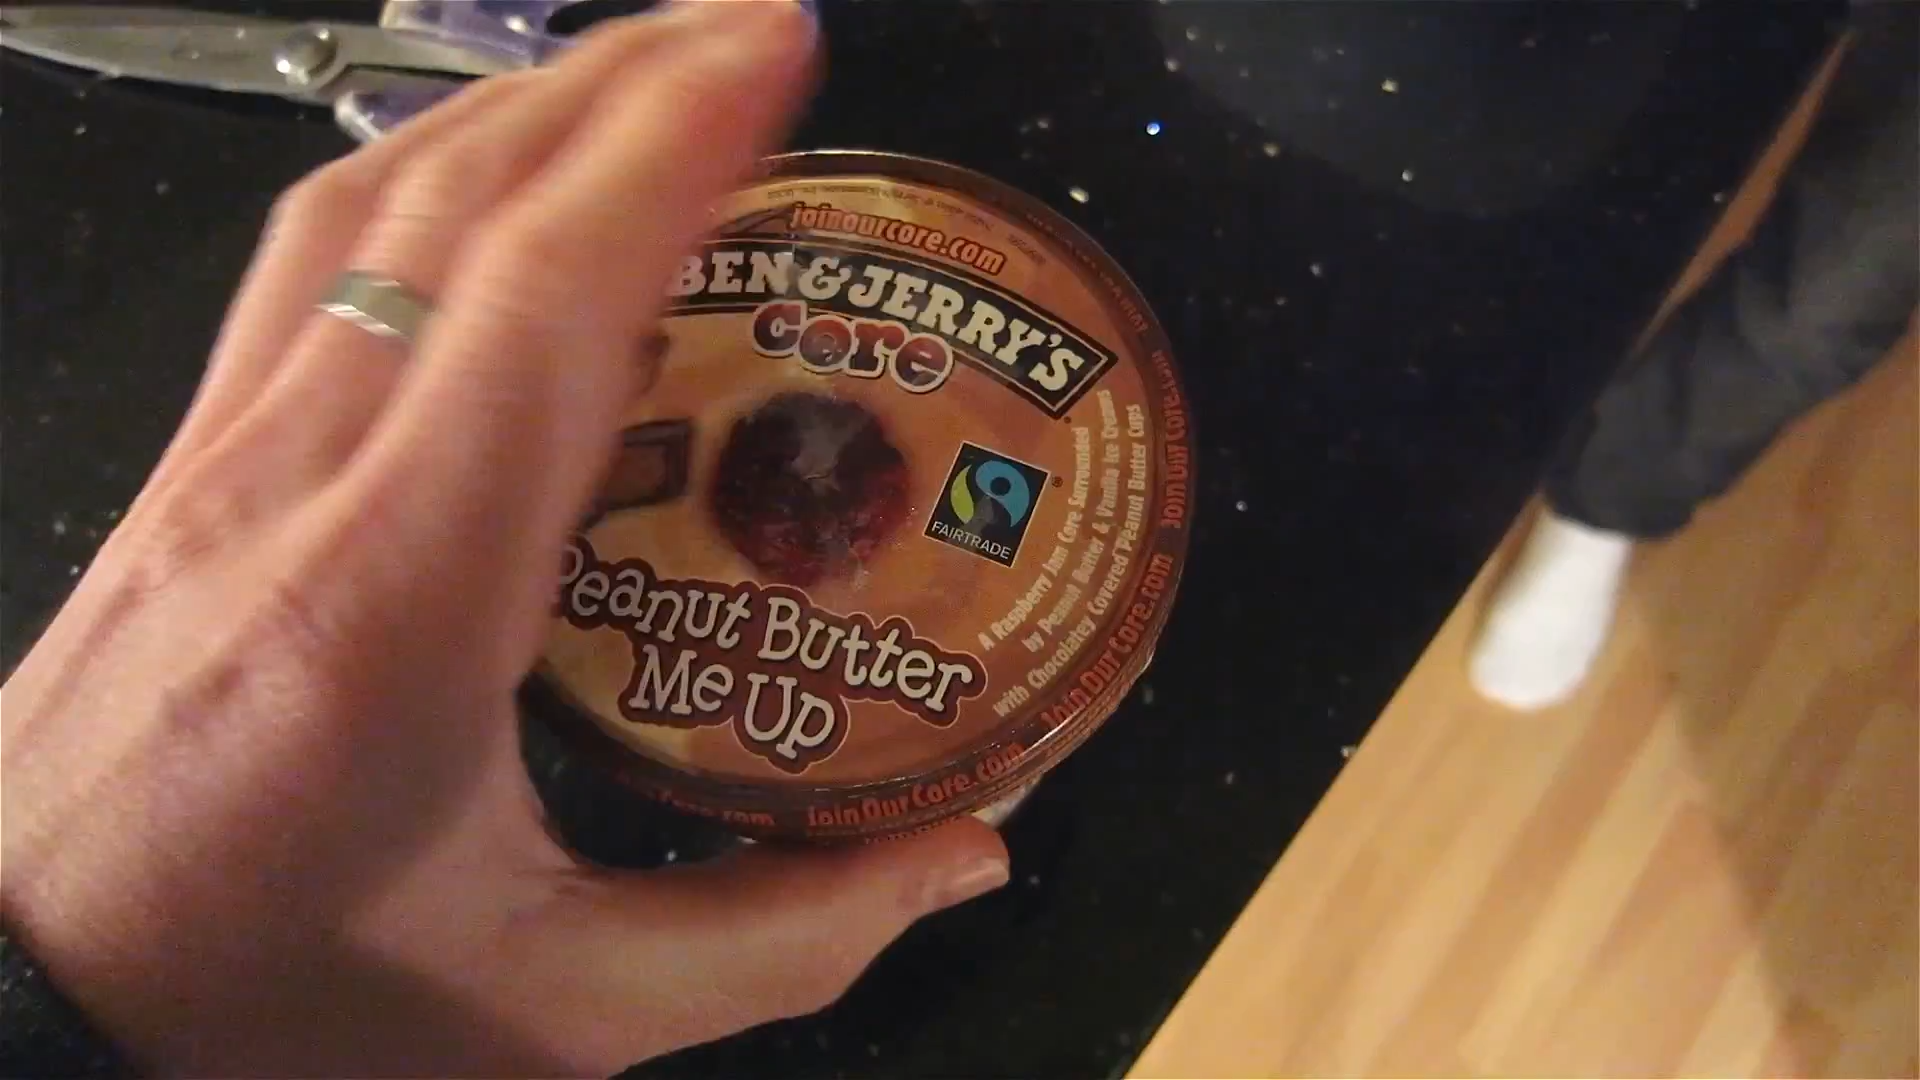 joinourcore.com
BEN & JERRY'S
core
FAIRTRADE
A Raspberry Jam Core Surrounded
by Peanut Butter & Vanilla Ice Creams
with Chocolatey Covered Peanut Butter Cups
Peanut Butter
Me Up
JoinOurCore.com
JoinOurCore.com